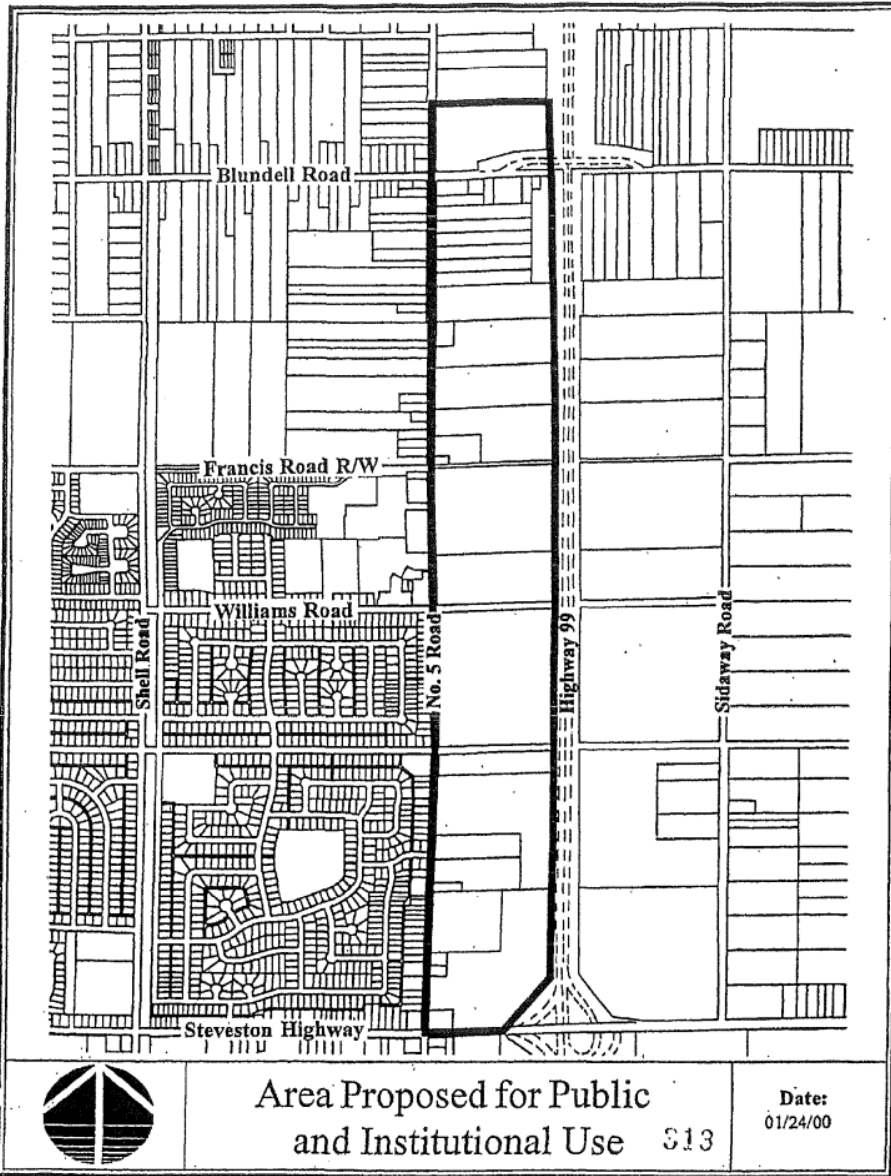 Blundell Road
Francis Road R/W
Williams Road
Shell Road
No. 5 Road
Highway 99
Sidaway Road
Steveston Highway
Area Proposed for Public
and Institutional Use 313
Date:
01/24/00